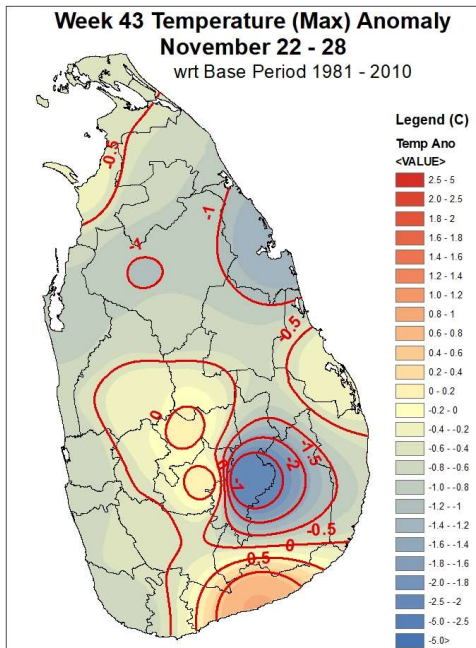 Week 43 Temperature (Max) Anomaly
November 22 - 28
wrt Base Period 1981 - 2010
Legend (C)
Temp Ano
<VALUE>
2.5 - 5
2.0 - 2.5
1.8 - 2
1.6 - 1.8
1.4 - 1.6
1.2 - 1.4
1.0 - 1.2
0.8 - 1
0.6 - 0.8
0.4 - 0.6
0.2 - 0.4
0 - 0.2
-0.2 - 0
-0.4 - -0.2
-0.6 - -0.4
-0.8 - -0.6
-1.0 - -0.8
-1.2 - -1
-1.4 - -1.2
-1.6 - -1.4
-1.8 - -1.6
-2.0 - -1.8
-2.5 - -2
-5.0 - -2.5
-5.0>
-0.5
-1
-1
-0.5
0
-1.5
-2
-1
-0.5
0
0.5